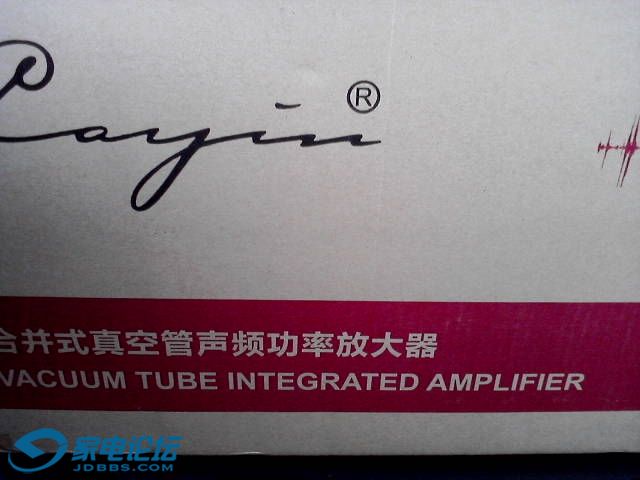 Cayin ®
合并式真空管声频功率放大器
VACUUM TUBE INTEGRATED AMPLIFIER
家电论坛
JDBBS.COM